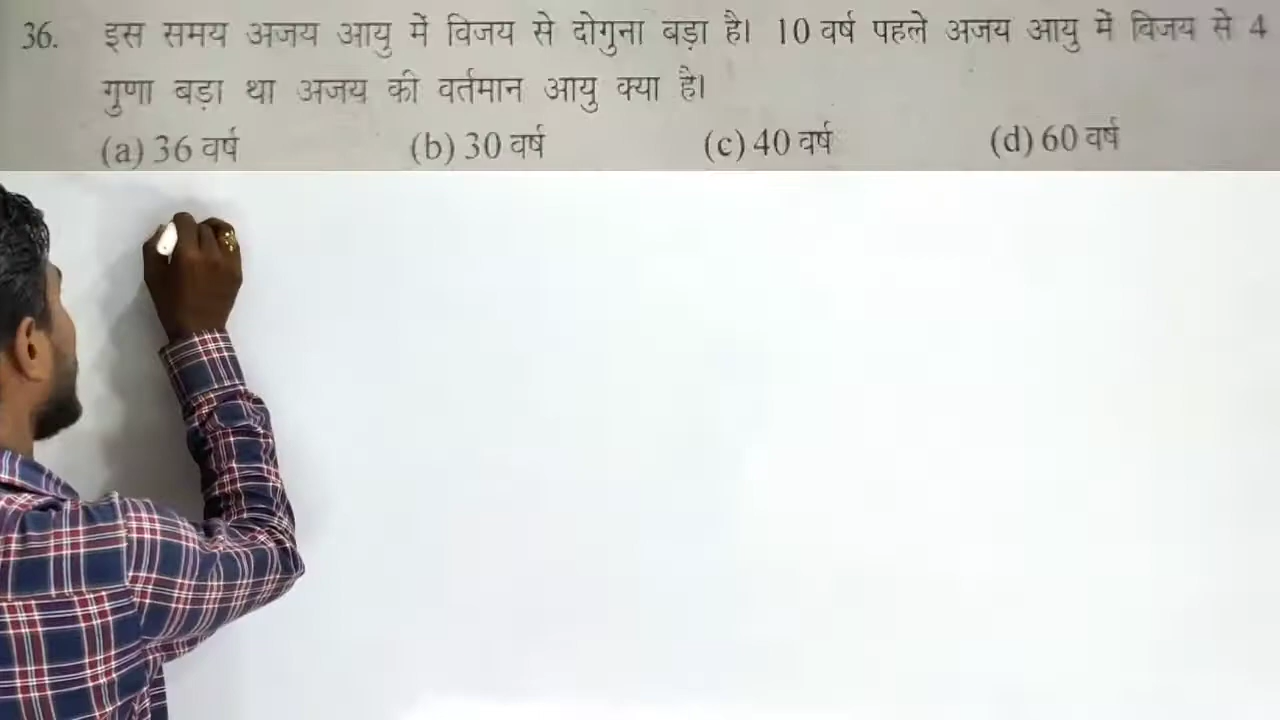 36. इस समय अजय आयु में विजय से दोगुना बड़ा है। 10 वर्ष पहले अजय आयु में विजय से 4
गुणा बड़ा था अजय की वर्तमान आयु क्या है।
(a) 36 वर्ष (b) 30 वर्ष (c) 40 वर्ष (d) 60 वर्ष